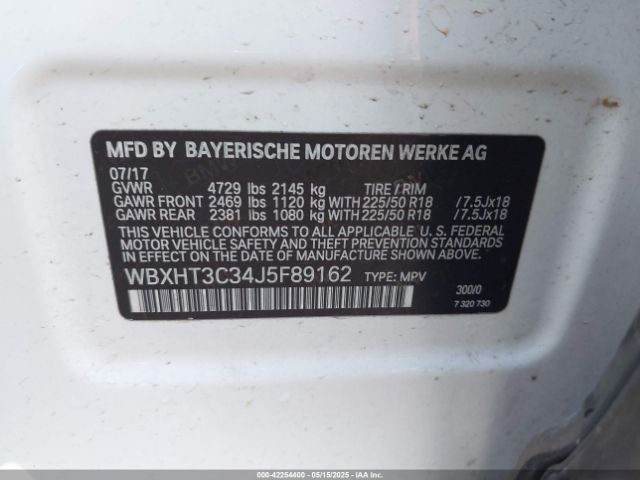 MFD BY BAYERISCHE MOTOREN WERKE AG
07/17
GVWR 4729 lbs 2145 kg TIRE / RIM
GAWR FRONT 2469 lbs 1120 kg WITH 225/50 R18 /7.5Jx18
GAWR REAR 2381 lbs 1080 kg WITH 225/50 R18 /7.5Jx18
THIS VEHICLE CONFORMS TO ALL APPLICABLE U. S. FEDERAL
MOTOR VEHICLE SAFETY, BUMPER, AND THEFT PREVENTION
STANDARDS IN EFFECT ON THE DATE OF MANUFACTURE SHOWN ABOVE.
WBXHT3C34J5F89162 TYPE: MPV
300/0
7 320 730
000-42254400 - 05/15/2025 - IAAI.COM